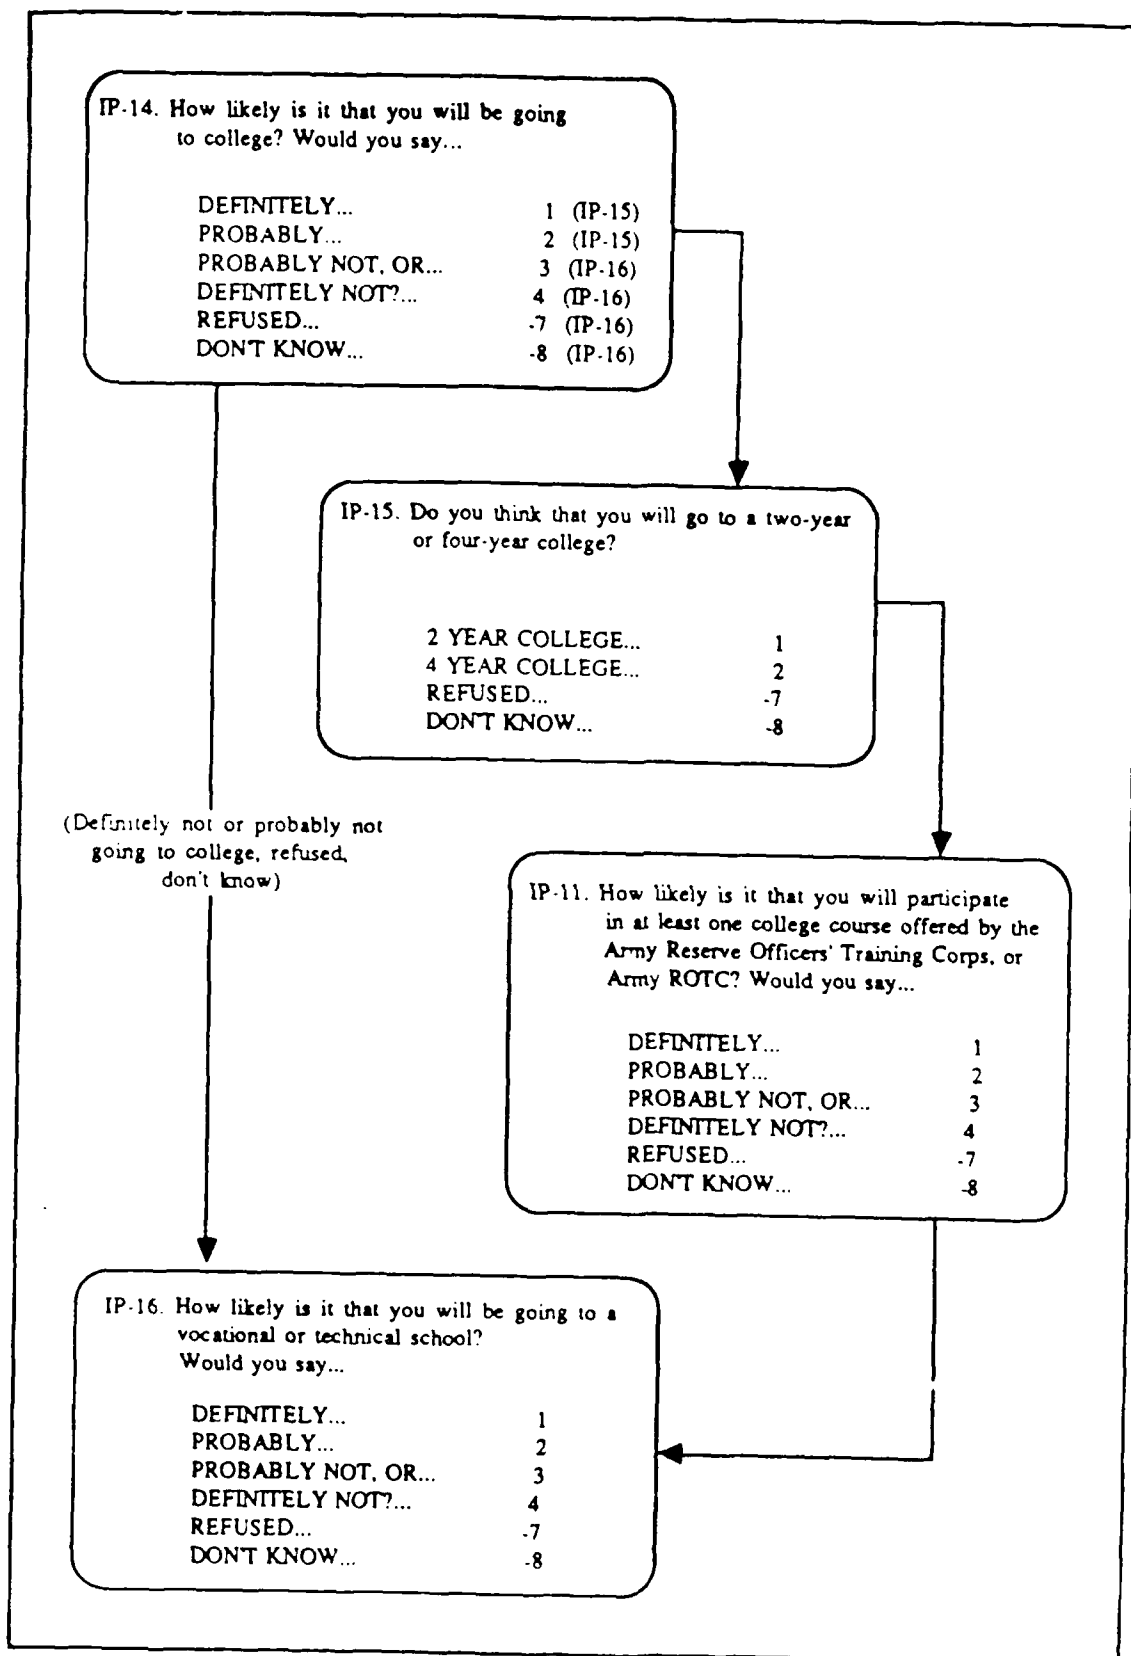 IP-14. How likely is it that you will be going
to college? Would you say...
DEFINITELY... 1 (IP-15)
PROBABLY... 2 (IP-15)
PROBABLY NOT, OR... 3 (IP-16)
DEFINITELY NOT?... 4 (IP-16)
REFUSED... -7 (IP-16)
DON'T KNOW... -8 (IP-16)
IP-15. Do you think that you will go to a two-year
or four-year college?
2 YEAR COLLEGE... 1
4 YEAR COLLEGE... 2
REFUSED... -7
DON'T KNOW... -8
(Definitely not or probably not
going to college, refused,
don't know)
IP-11. How likely is it that you will participate
in at least one college course offered by the
Army Reserve Officers' Training Corps, or
Army ROTC? Would you say...
DEFINITELY... 1
PROBABLY... 2
PROBABLY NOT, OR... 3
DEFINITELY NOT?... 4
REFUSED... -7
DON'T KNOW... -8
IP-16. How likely is it that you will be going to a
vocational or technical school?
Would you say...
DEFINITELY... 1
PROBABLY... 2
PROBABLY NOT, OR... 3
DEFINITELY NOT?... 4
REFUSED... -7
DON'T KNOW... -8